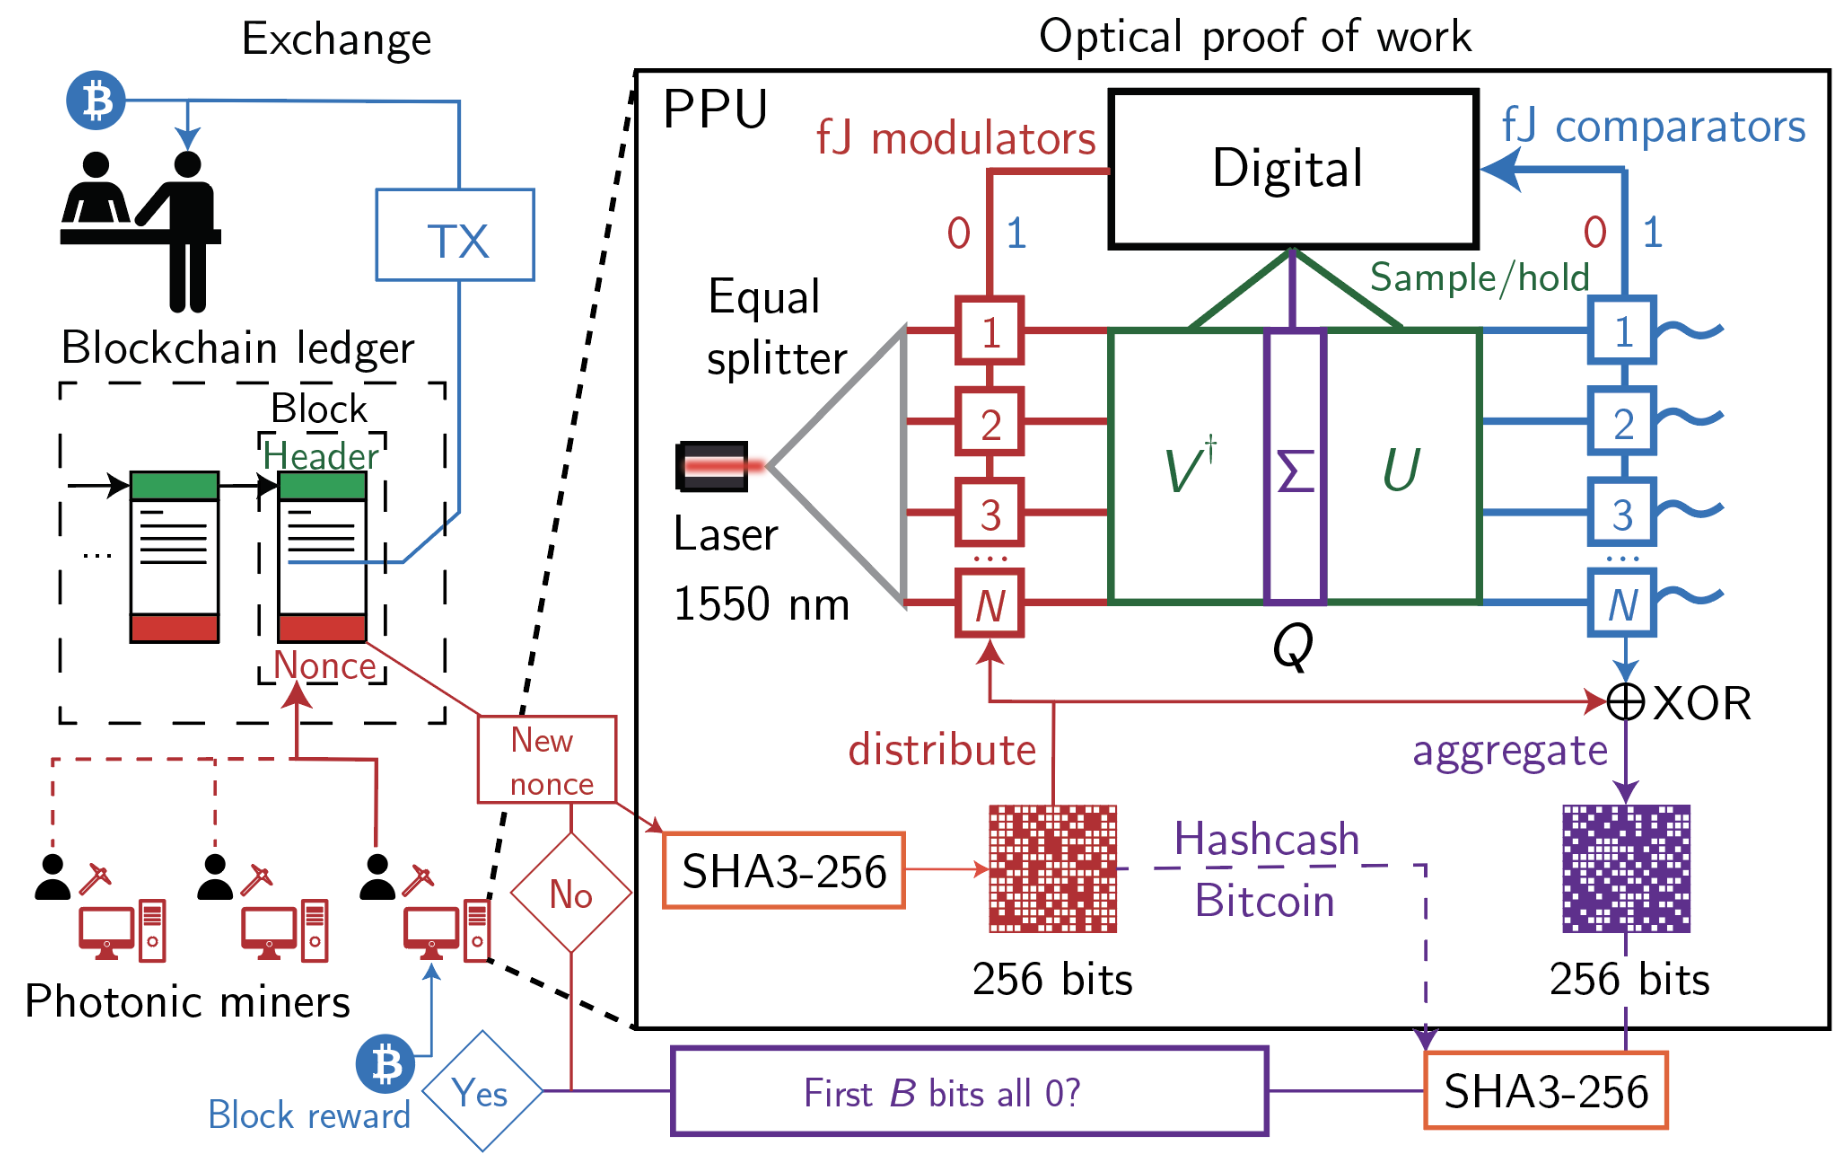 Exchange
Optical proof of work
PPU
fJ modulators
Digital
fJ comparators
0 1
0 1
TX
Sample/hold
Equal
splitter
Blockchain ledger
Block
Header
...
Nonce
1
2
3
...
N
V†
Σ
U
1
2
3
...
N
Laser
1550 nm
Q
XOR
New
nonce
distribute
aggregate
SHA3-256
Hashcash
Bitcoin
No
256 bits
256 bits
Photonic miners
Block reward
Yes
First B bits all 0?
SHA3-256